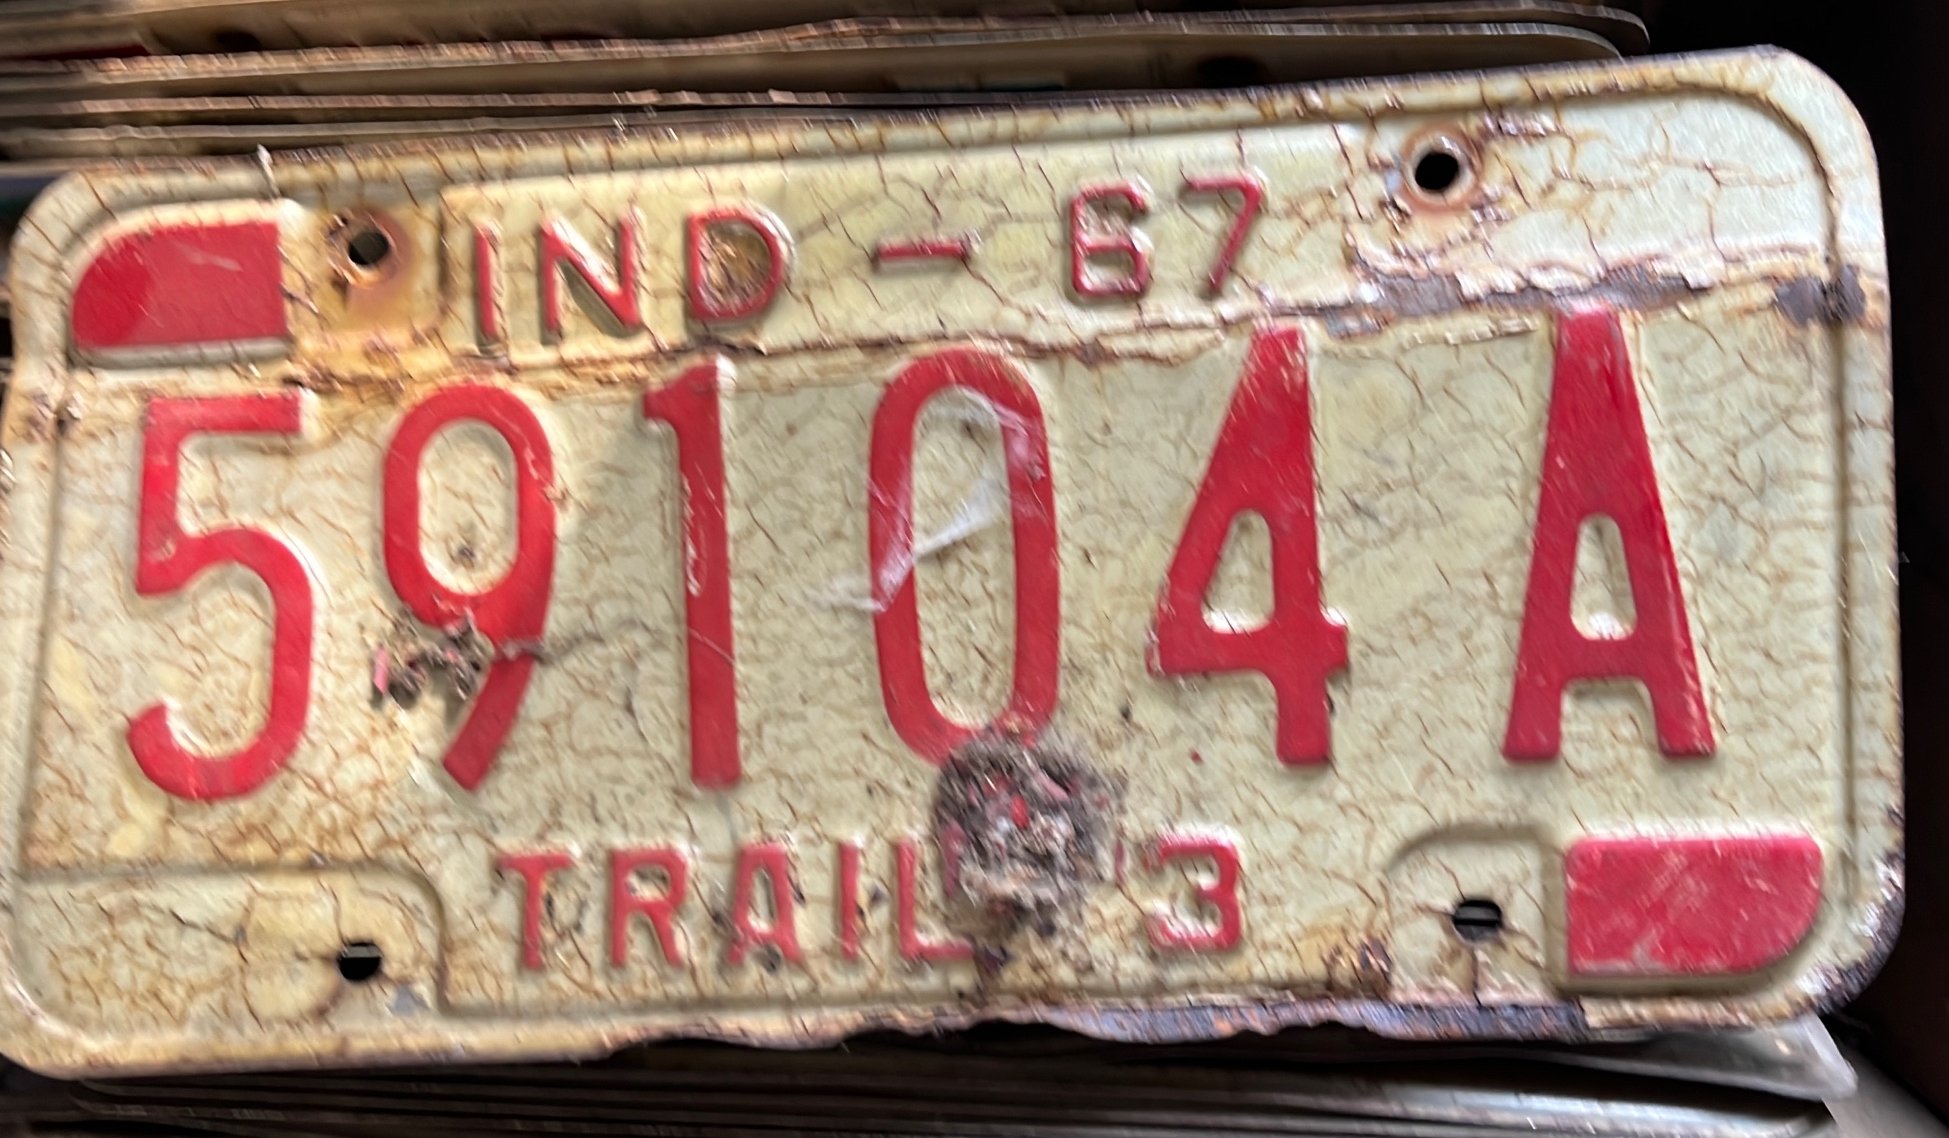 IND - 67
59104A
TRAIL 3